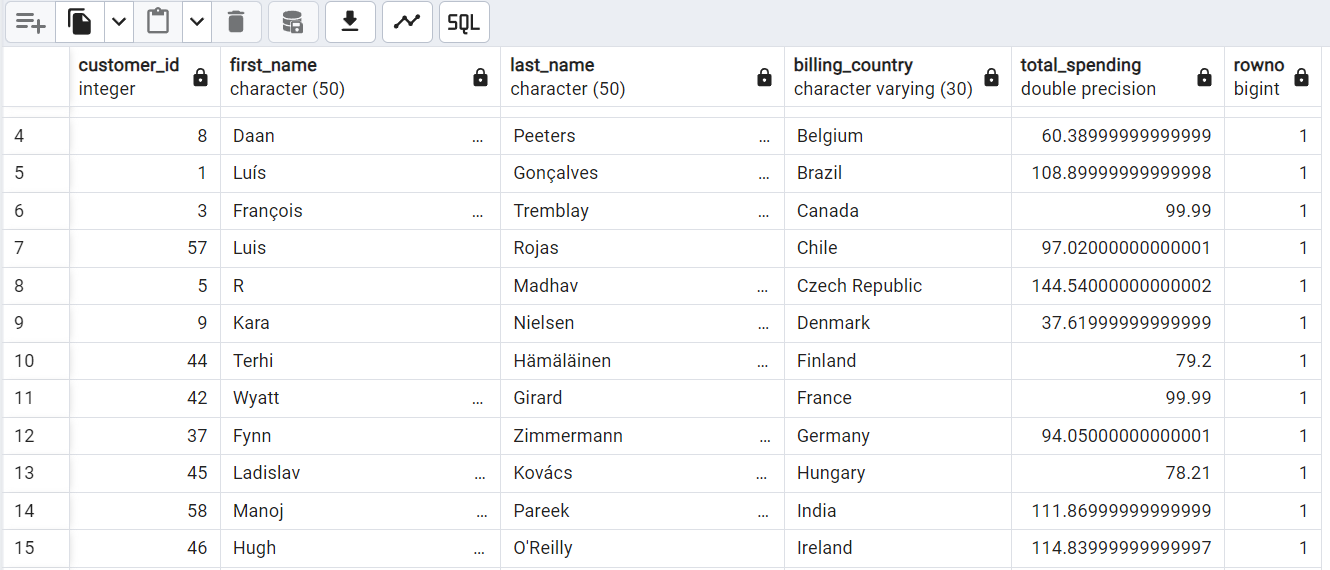 SQL
customer_id first_name last_name billing_country total_spending rowno
integer character (50) character (50) character varying (30) double precision bigint
4 8 Daan ... Peeters ... Belgium 60.38999999999999 1
5 1 Luís Gonçalves ... Brazil 108.89999999999998 1
6 3 François ... Tremblay ... Canada 99.99 1
7 57 Luis Rojas Chile 97.02000000000001 1
8 5 R Madhav ... Czech Republic 144.54000000000002 1
9 9 Kara Nielsen ... Denmark 37.61999999999999 1
10 44 Terhi Hämäläinen ... Finland 79.2 1
11 42 Wyatt ... Girard France 99.99 1
12 37 Fynn Zimmermann ... Germany 94.05000000000001 1
13 45 Ladislav ... Kovács ... Hungary 78.21 1
14 58 Manoj ... Pareek ... India 111.86999999999999 1
15 46 Hugh ... O'Reilly Ireland 114.83999999999997 1